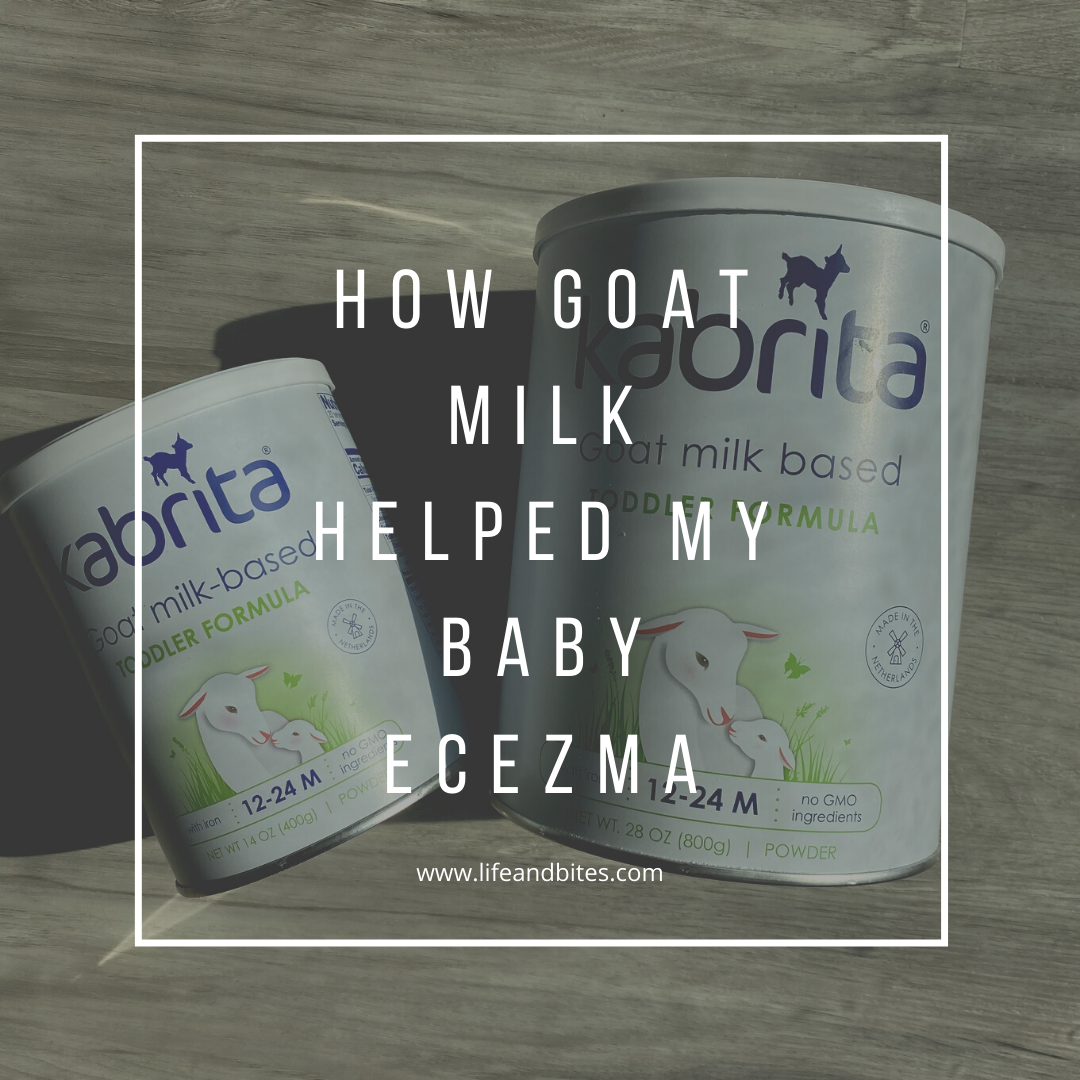 HOW GOAT
MILK
HELPED MY
BABY
ECEZMA
www.lifeandbites.com
kabrita®
Goat milk-based
TODDLER FORMULA
MADE IN THE
NETHERLANDS
with iron
12-24 M
no GMO
ingredients
NET WT 14 OZ (400g) | POWDER
kabrita®
Goat milk based
TODDLER FORMULA
MADE IN THE
NETHERLANDS
12-24 M
no GMO
ingredients
NET WT. 28 OZ (800g) | POWDER